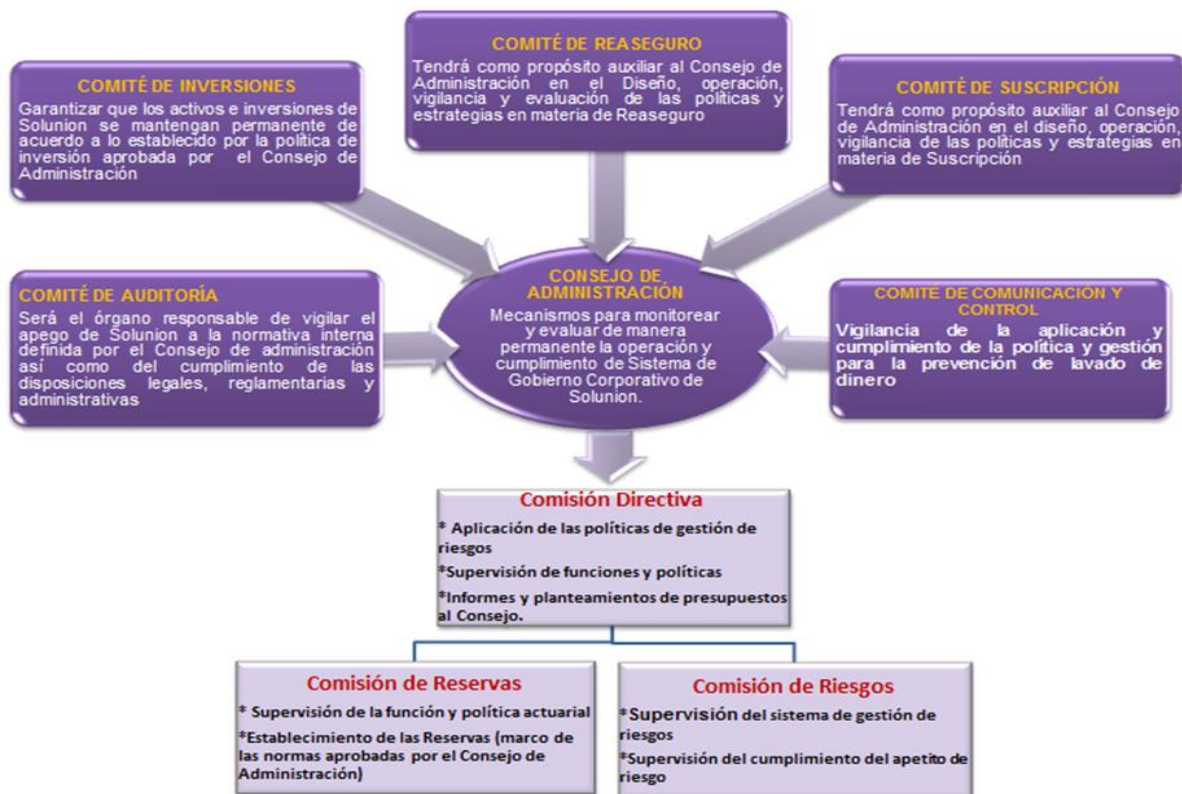 COMITÉ DE REASEGURO
Tendrá como propósito auxiliar al Consejo de
Administración en el Diseño, operación,
vigilancia y evaluación de las políticas y
estrategias en materia de Reaseguro
COMITÉ DE INVERSIONES
Garantizar que los activos e inversiones de
Solunion se mantengan permanente de
acuerdo a lo establecido por la política de
inversión aprobada por el Consejo de
Administración
COMITÉ DE SUSCRIPCIÓN
Tendrá como propósito auxiliar al Consejo
de Administración en el diseño, operación,
vigilancia de las políticas y estrategias en
materia de Suscripción
COMITÉ DE AUDITORÍA
Será el órgano responsable de vigilar el
apego de Solunion a la normativa interna
definida por el Consejo de administración
así como del cumplimiento de las
disposiciones legales, reglamentarias y
administrativas
CONSEJO DE
ADMINISTRACIÓN
Mecanismos para monitorear
y evaluar de manera
permanente la operación y
cumplimiento de Sistema de
Gobierno Corporativo de
Solunion.
COMITÉ DE COMUNICACIÓN Y
CONTROL
Vigilancia de la aplicación y
cumplimiento de la política y gestión
para la prevención de lavado de
dinero
Comisión Directiva
* Aplicación de las políticas de gestión de
riesgos
*Supervisión de funciones y políticas
*Informes y planteamientos de presupuestos
al Consejo.
Comisión de Reservas
* Supervisión de la función y política actuarial
*Establecimiento de las Reservas (marco de
las normas aprobadas por el Consejo de
Administración)
Comisión de Riesgos
*Supervisión del sistema de gestión de
riesgos
*Supervisión del cumplimiento del apetito de
riesgo